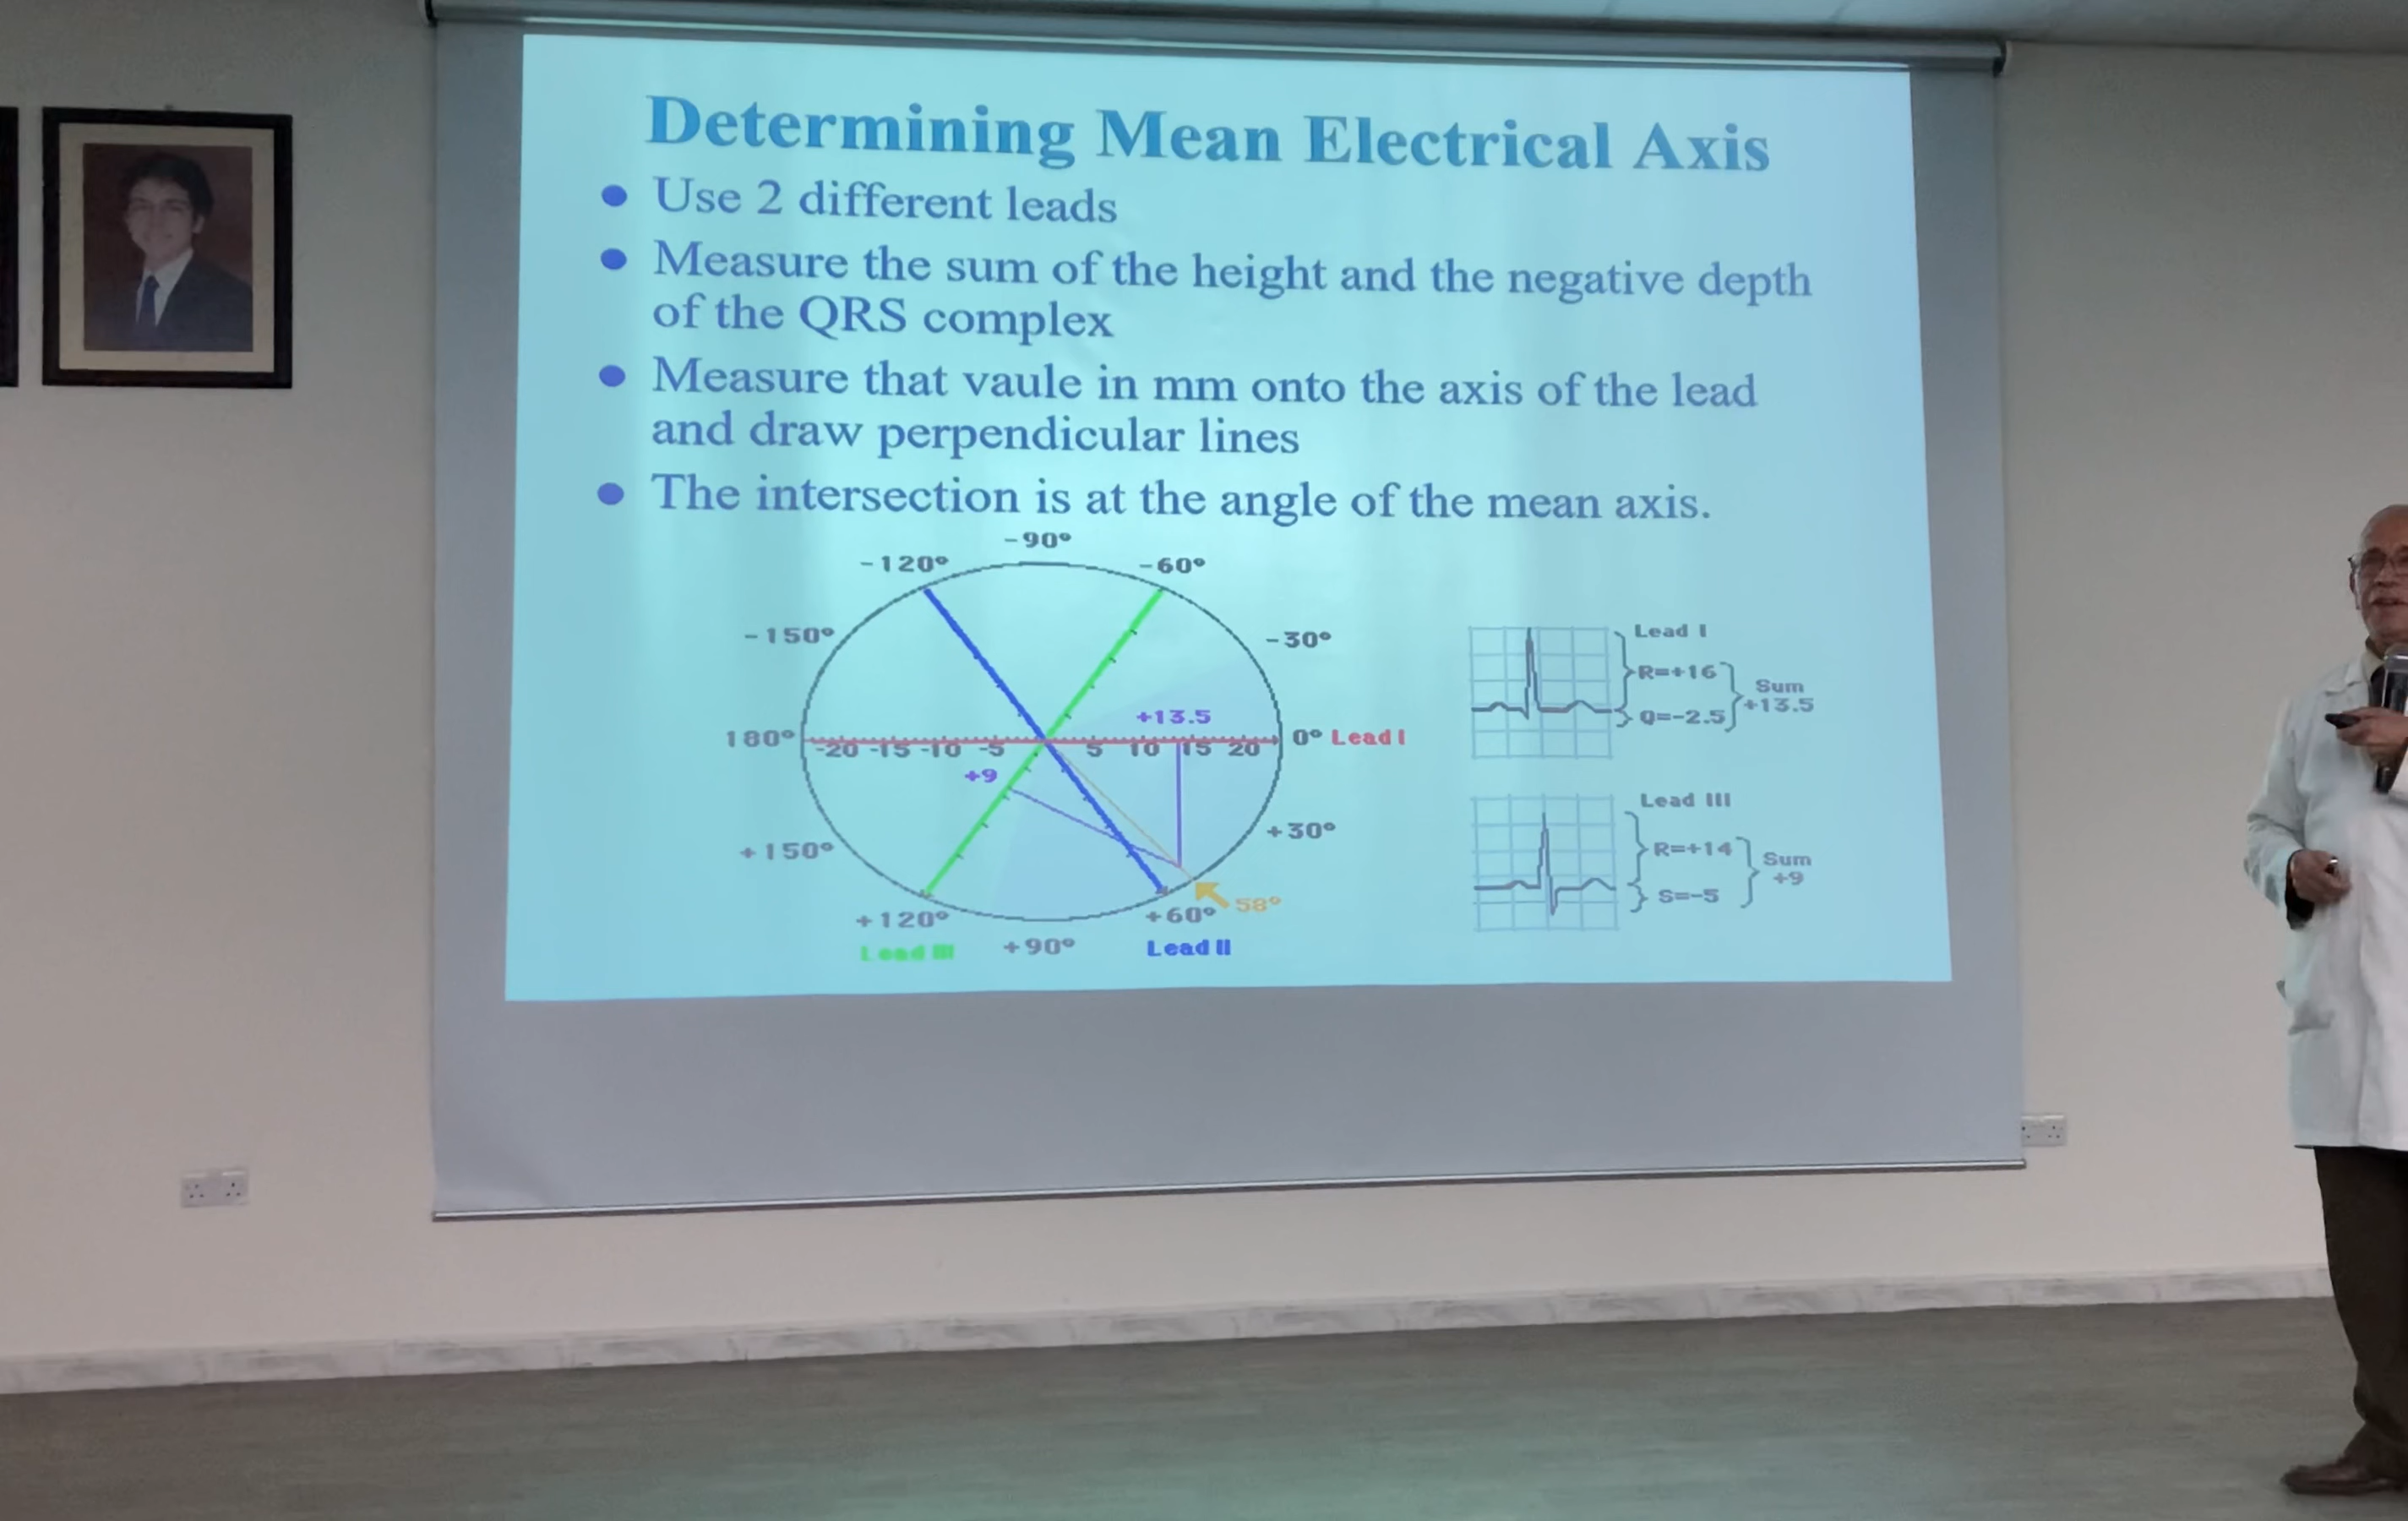 Determining Mean Electrical Axis
● Use 2 different leads
● Measure the sum of the height and the negative depth
of the QRS complex
● Measure that vaule in mm onto the axis of the lead
and draw perpendicular lines
● The intersection is at the angle of the mean axis.
-90°
-120°
-60°
-150°
-30°
180°
-20 -15 -10 -5 5 10 15 20
+13.5
0° Lead I
+9
+150°
+30°
+120°
+60°
58°
Lead III
+90°
Lead II
Lead I
R=+16
Q=-2.5
Sum
+13.5
Lead III
R=+14
S=-5
Sum
+9